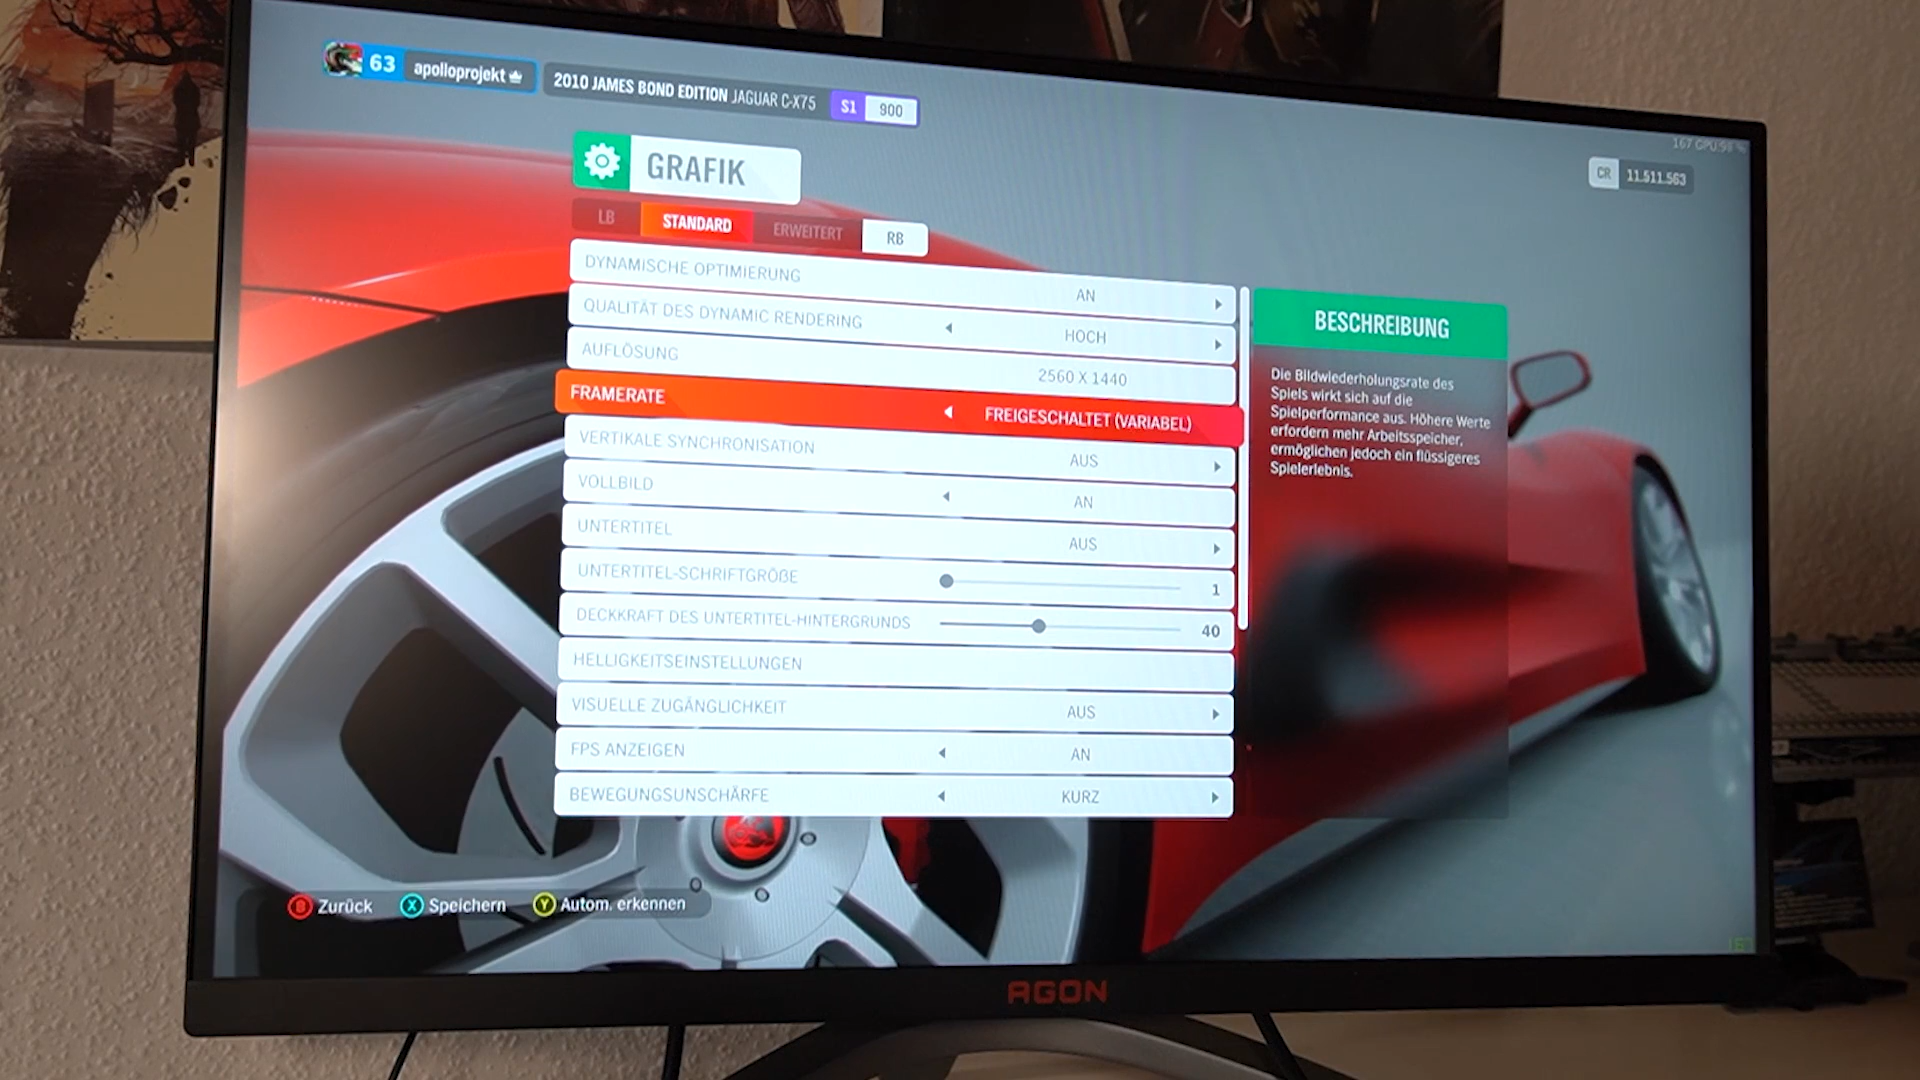 63 apolloprojekt
2010 JAMES BOND EDITION JAGUAR C-X75 S1 900
CR 11.511.563
GRAFIK
LB STANDARD ERWEITERT RB
DYNAMISCHE OPTIMIERUNG AN
QUALITÄT DES DYNAMIC RENDERING HOCH
AUFLÖSUNG 2560 X 1440
FRAMERATE FREIGESCHALTET (VARIABEL)
VERTIKALE SYNCHRONISATION AUS
VOLLBILD AN
UNTERTITEL AUS
UNTERTITEL-SCHRIFTGRÖßE 1
DECKKRAFT DES UNTERTITEL-HINTERGRUNDS 40
HELLIGKEITSEINSTELLUNGEN
VISUELLE ZUGÄNGLICHKEIT AUS
FPS ANZEIGEN AN
BEWEGUNGSUNSCHÄRFE KURZ
BESCHREIBUNG
Die Bildwiederholungsrate des
Spiels wirkt sich auf die
Spielperformance aus. Höhere Werte
erfordern mehr Arbeitsspeicher,
ermöglichen jedoch ein flüssigeres
Spielerlebnis.
B Zurück X Speichern Y Autom. erkennen
AGON